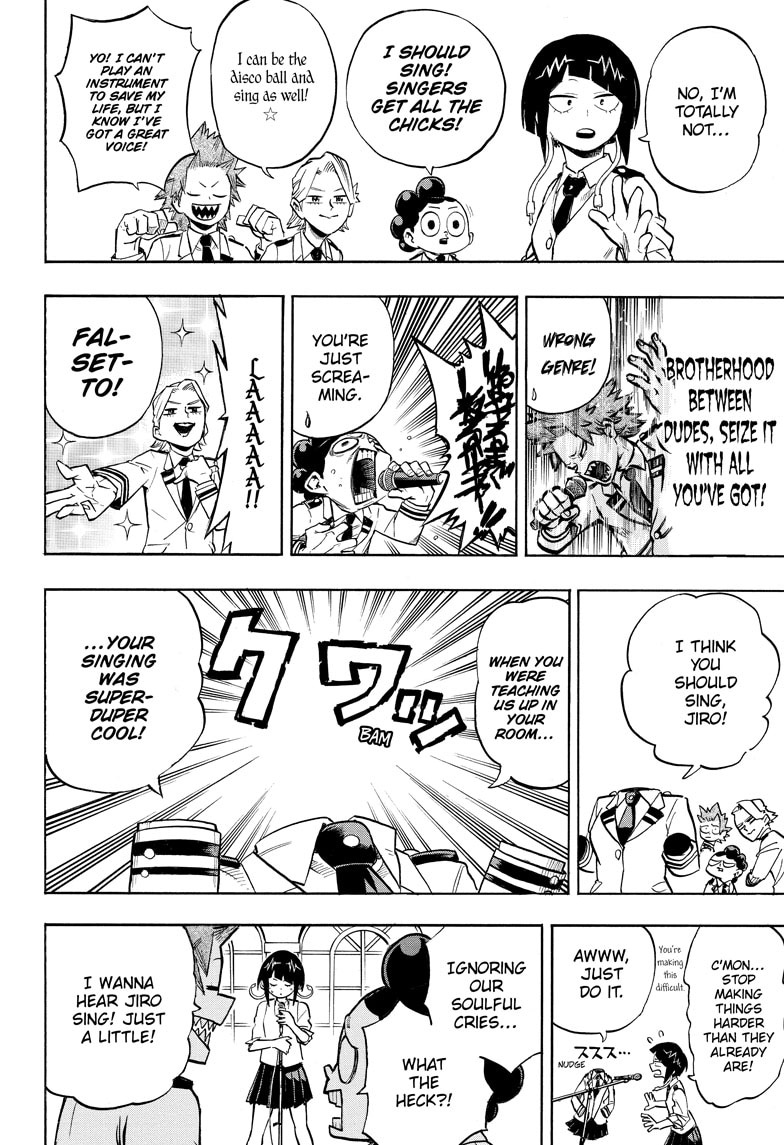 NO, I'M
TOTALLY
NOT...
I SHOULD
SING!
SINGERS
GET ALL THE
CHICKS!
I can be the
disco ball and
sing as well!
☆
YO! I CAN'T
PLAY AN
INSTRUMENT
TO SAVE MY
LIFE, BUT I
KNOW I'VE
GOT A GREAT
VOICE!
BROTHERHOOD
BETWEEN
DUDES, SEIZE IT
WITH ALL
YOU'VE GOT!
WRONG
GENRE!
YOU'RE
JUST
SCREA-
MING.
LAAAAA!!
FAL-
SET-
TO!
I THINK
YOU
SHOULD
SING,
JIRO!
WHEN YOU
WERE
TEACHING
US UP IN
YOUR
ROOM...
クワッ
BAM
...YOUR
SINGING
WAS
SUPER-
DUPER
COOL!
C'MON...
STOP
MAKING
THINGS
HARDER
THAN THEY
ALREADY
ARE!
You're
making
this
difficult.
AWWW,
JUST
DO IT.
ススス…
NUDGE
IGNORING
OUR
SOULFUL
CRIES...
WHAT
THE
HECK?!
I WANNA
HEAR JIRO
SING! JUST
A LITTLE!